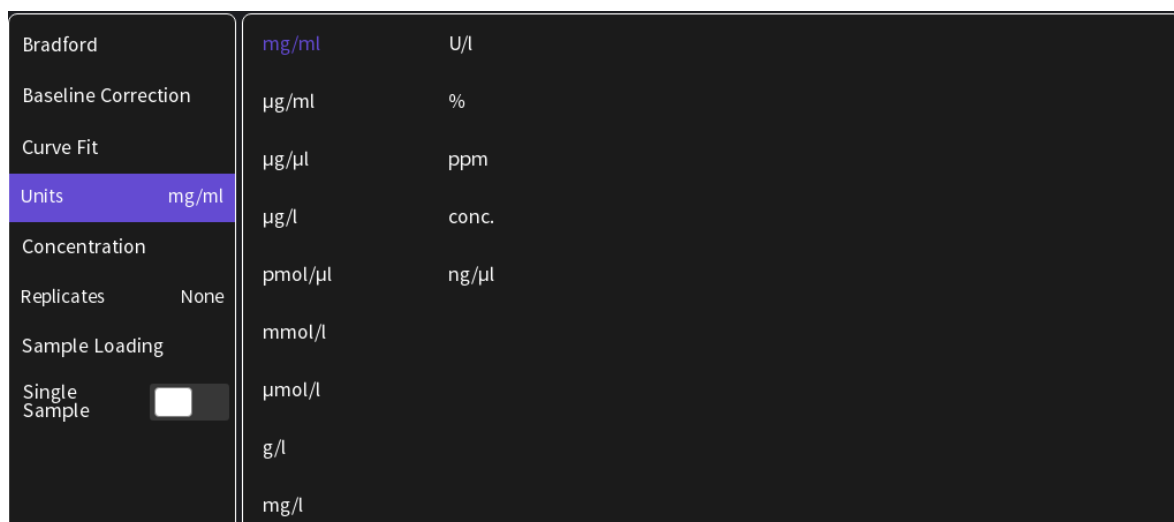 Bradford
Baseline Correction
Curve Fit
Units mg/ml
Concentration
Replicates None
Sample Loading
Single
Sample
mg/ml
µg/ml
µg/µl
µg/l
pmol/µl
mmol/l
µmol/l
g/l
mg/l
U/l
%
ppm
conc.
ng/µl